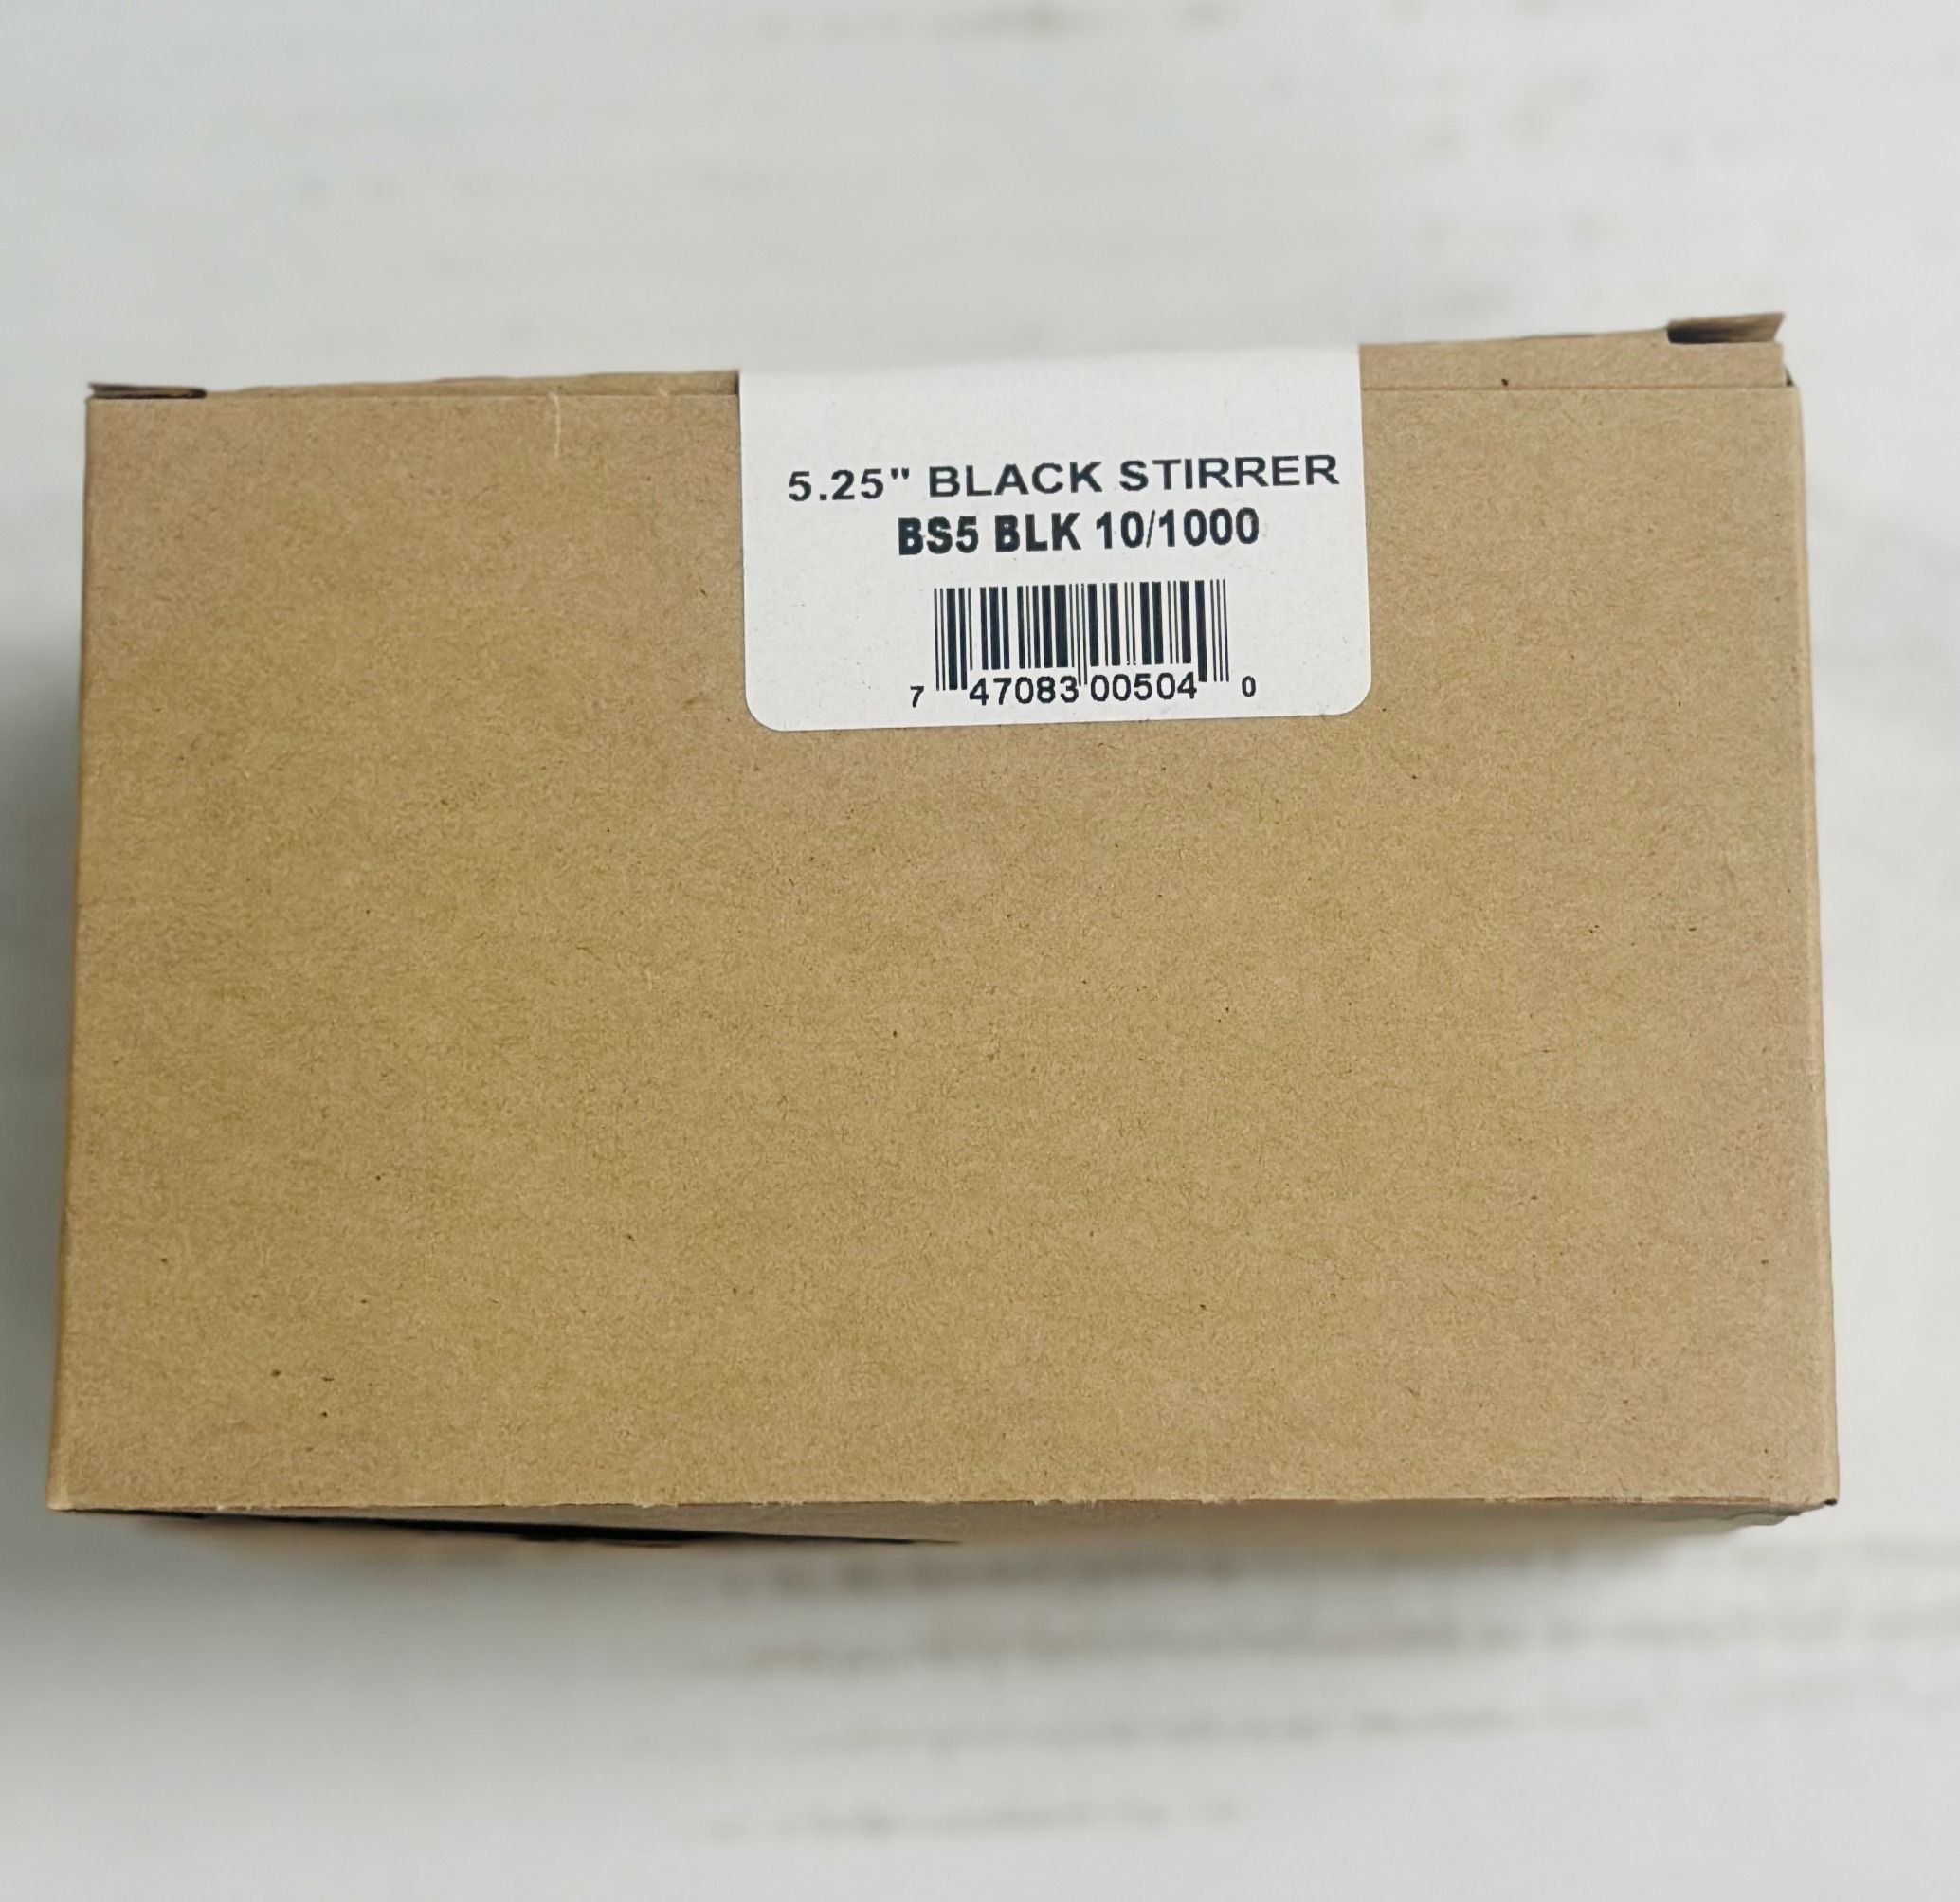 5.25" BLACK STIRRER
BS5 BLK 10/1000
7 47083 00504 0